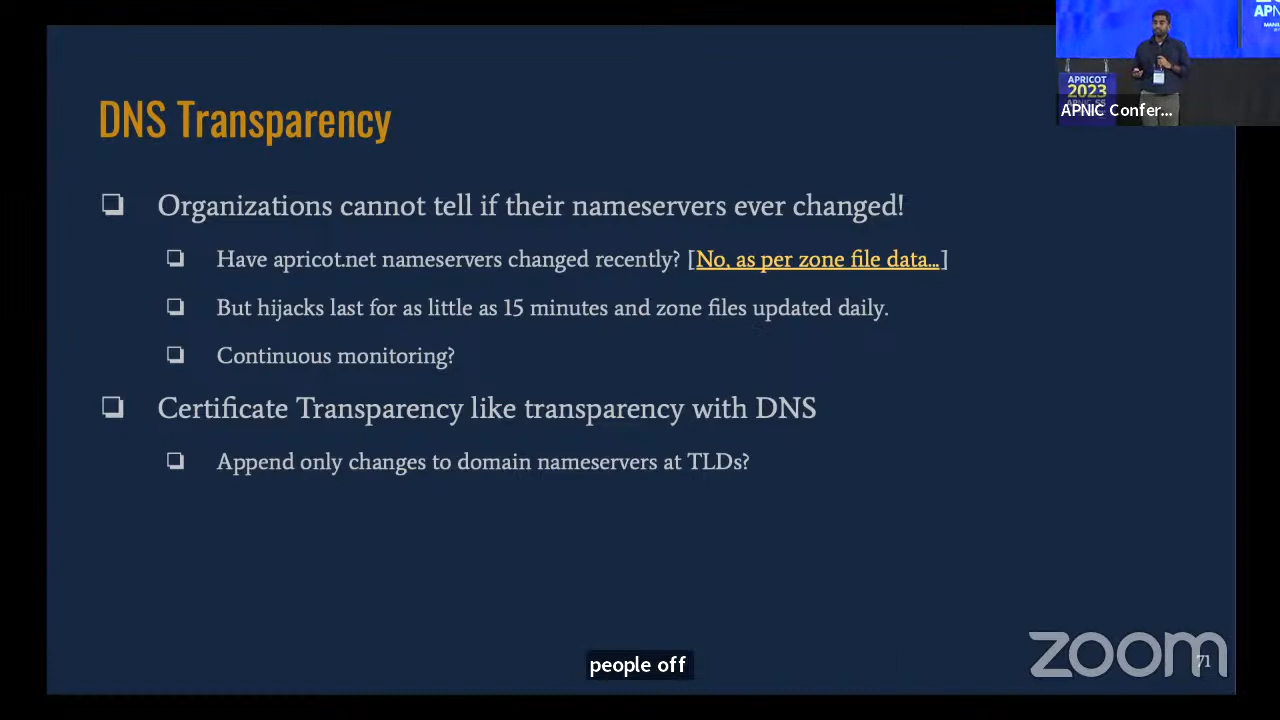 DNS Transparency
Organizations cannot tell if their nameservers ever changed!
Have apricot.net nameservers changed recently? [No, as per zone file data...]
But hijacks last for as little as 15 minutes and zone files updated daily.
Continuous monitoring?
Certificate Transparency like transparency with DNS
Append only changes to domain nameservers at TLDs?
APRICOT
2023
APNIC 55
APNIC Confer...
people off
zoom
71